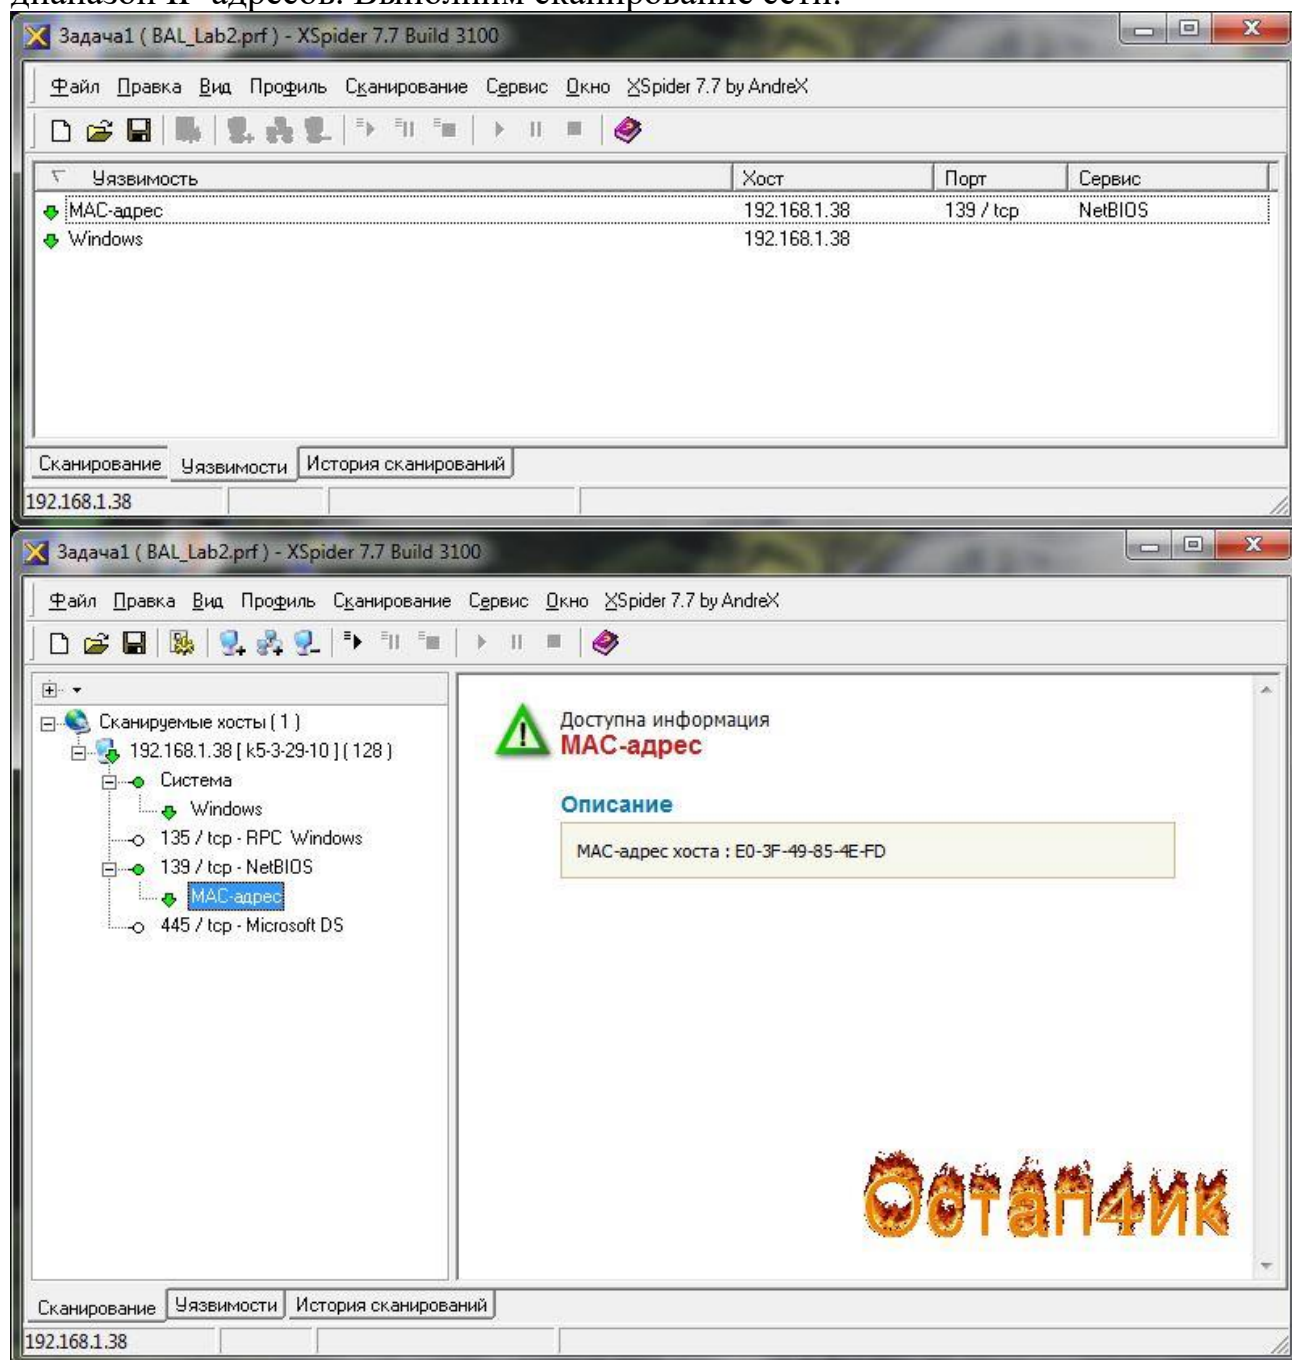 диапазон IP-адресов. Выполним сканирование сети.
Задача1 ( BAL_Lab2.prf ) - XSpider 7.7 Build 3100
Файл Правка Вид Профиль Сканирование Сервис Окно XSpider 7.7 by AndreX
Уязвимость Хост Порт Сервис
MAC-адрес 192.168.1.38 139 / tcp NetBIOS
Windows 192.168.1.38
Сканирование Уязвимости История сканирований
192.168.1.38
Задача1 ( BAL_Lab2.prf ) - XSpider 7.7 Build 3100
Файл Правка Вид Профиль Сканирование Сервис Окно XSpider 7.7 by AndreX
Сканируемые хосты ( 1 )
192.168.1.38 [ k5-3-29-10 ] ( 128 )
Система
Windows
135 / tcp - RPC Windows
139 / tcp - NetBIOS
MAC-адрес
445 / tcp - Microsoft DS
Доступна информация
MAC-адрес
Описание
MAC-адрес хоста : E0-3F-49-85-4E-FD
Остап4ик
Сканирование Уязвимости История сканирований
192.168.1.38